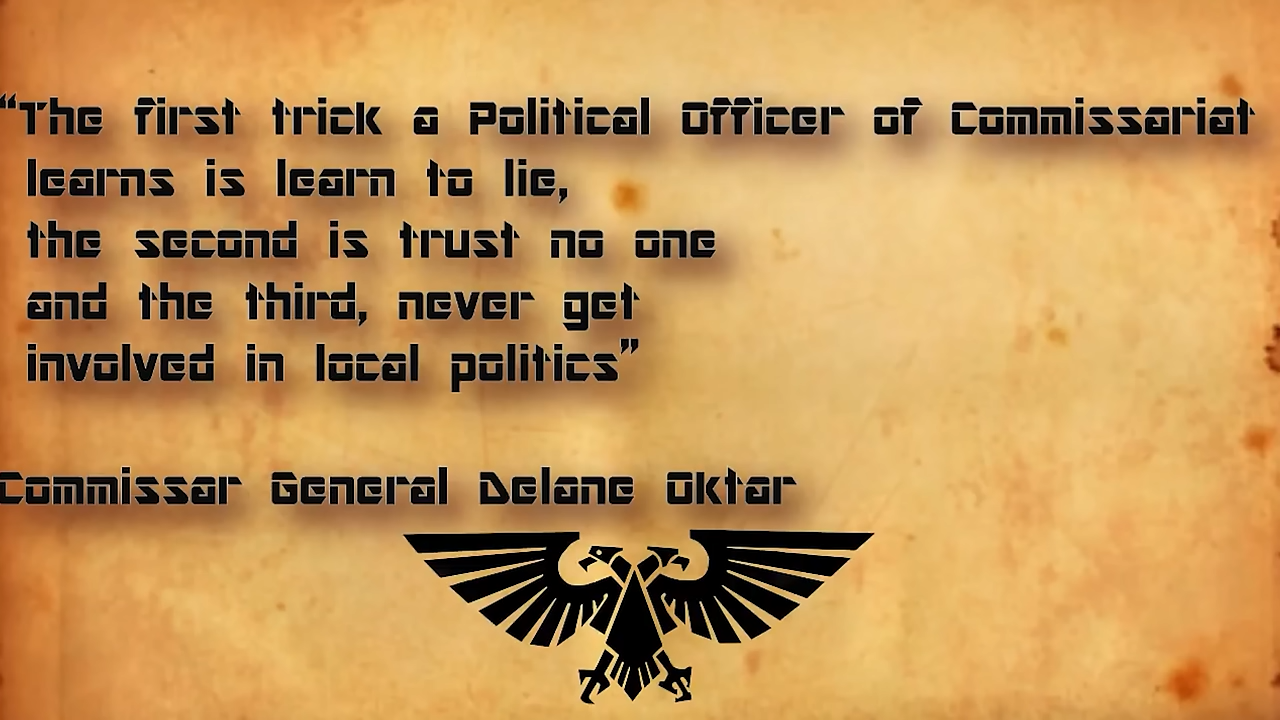 “The first trick a Political Officer of Commissariat
learns is learn to lie,
the second is trust no one
and the third, never get
involved in local politics”
Commissar General Delane Oktar